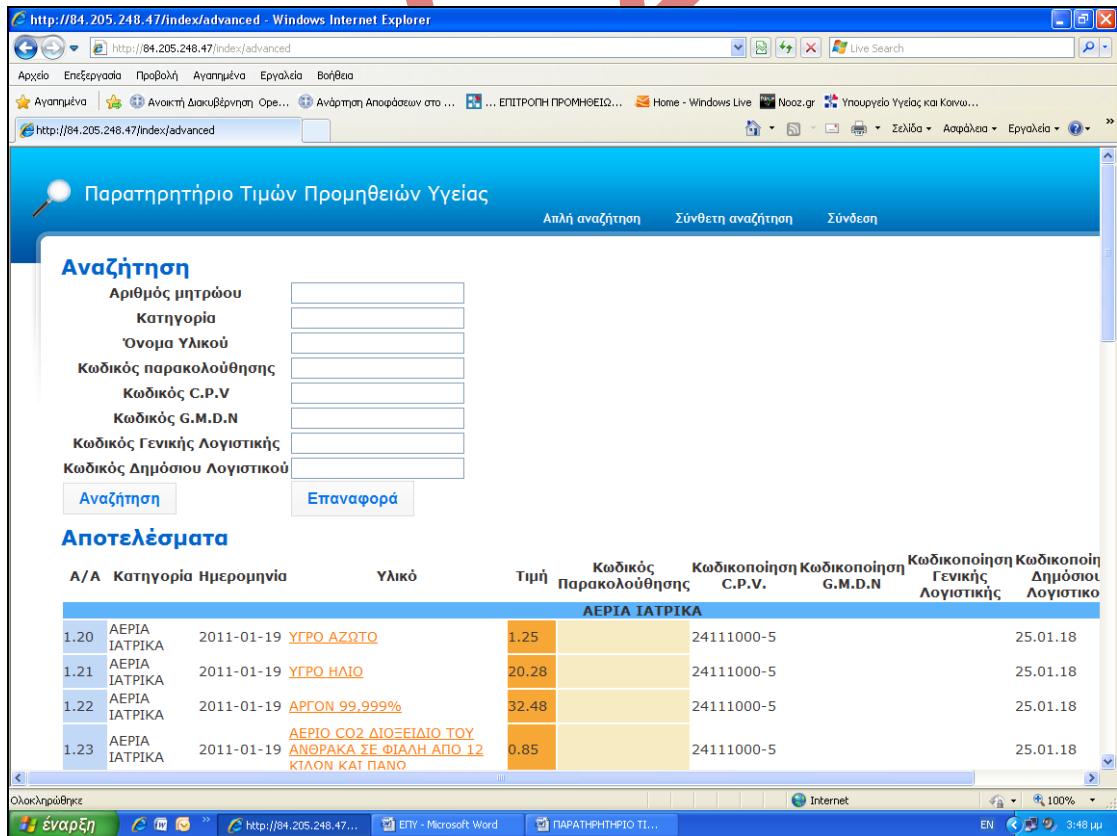 http://84.205.248.47/index/advanced - Windows Internet Explorer
http://84.205.248.47/index/advanced
Live Search
Αρχείο Επεξεργασία Προβολή Αγαπημένα Εργαλεία Βοήθεια
Αγαπημένα Ανοικτή Διακυβέρνηση Ope... Ανάρτηση Αποφάσεων στο ... ... ΕΠΙΤΡΟΠΗ ΠΡΟΜΗΘΕΙΩ... Home - Windows Live Nooz.gr Υπουργείο Υγείας και Κοινω...
http://84.205.248.47/index/advanced Σελίδα Ασφάλεια Εργαλεία »
Παρατηρητήριο Τιμών Προμηθειών Υγείας
Απλή αναζήτηση Σύνθετη αναζήτηση Σύνδεση
Αναζήτηση
Αριθμός μητρώου
Κατηγορία
Όνομα Υλικού
Κωδικός παρακολούθησης
Κωδικός C.P.V
Κωδικός G.M.D.N
Κωδικός Γενικής Λογιστικής
Κωδικός Δημόσιου Λογιστικού
Αναζήτηση Επαναφορά
Αποτελέσματα
Α/Α Κατηγορία Ημερομηνία Υλικό Τιμή Κωδικός Παρακολούθησης Κωδικοποίηση C.P.V. Κωδικοποίηση G.M.D.N Κωδικοποίηση Γενικής Λογιστικής Κωδικοποίη Δημόσιου Λογιστικο
ΑΕΡΙΑ ΙΑΤΡΙΚΑ
1.20 ΑΕΡΙΑ ΙΑΤΡΙΚΑ 2011-01-19 ΥΓΡΟ ΑΖΩΤΟ 1.25 24111000-5 25.01.18
1.21 ΑΕΡΙΑ ΙΑΤΡΙΚΑ 2011-01-19 ΥΓΡΟ ΗΛΙΟ 20.28 24111000-5 25.01.18
1.22 ΑΕΡΙΑ ΙΑΤΡΙΚΑ 2011-01-19 ΑΡΓΟΝ 99,999% 32.48 24111000-5 25.01.18
1.23 ΑΕΡΙΑ ΙΑΤΡΙΚΑ 2011-01-19 ΑΕΡΙΟ CO2 ΔΙΟΞΕΙΔΙΟ ΤΟΥ ΑΝΘΡΑΚΑ ΣΕ ΦΙΑΛΗ ΑΠΟ 12 ΚΙΛΩΝ ΚΑΙ ΠΑΝΩ 0.85 24111000-5 25.01.18
Ολοκληρώθηκε Internet 100%
έναρξη » http://84.205.248.47... ΕΠΥ - Microsoft Word ΠΑΡΑΤΗΡΗΤΗΡΙΟ ΤΙ... EN 3:48 μμ